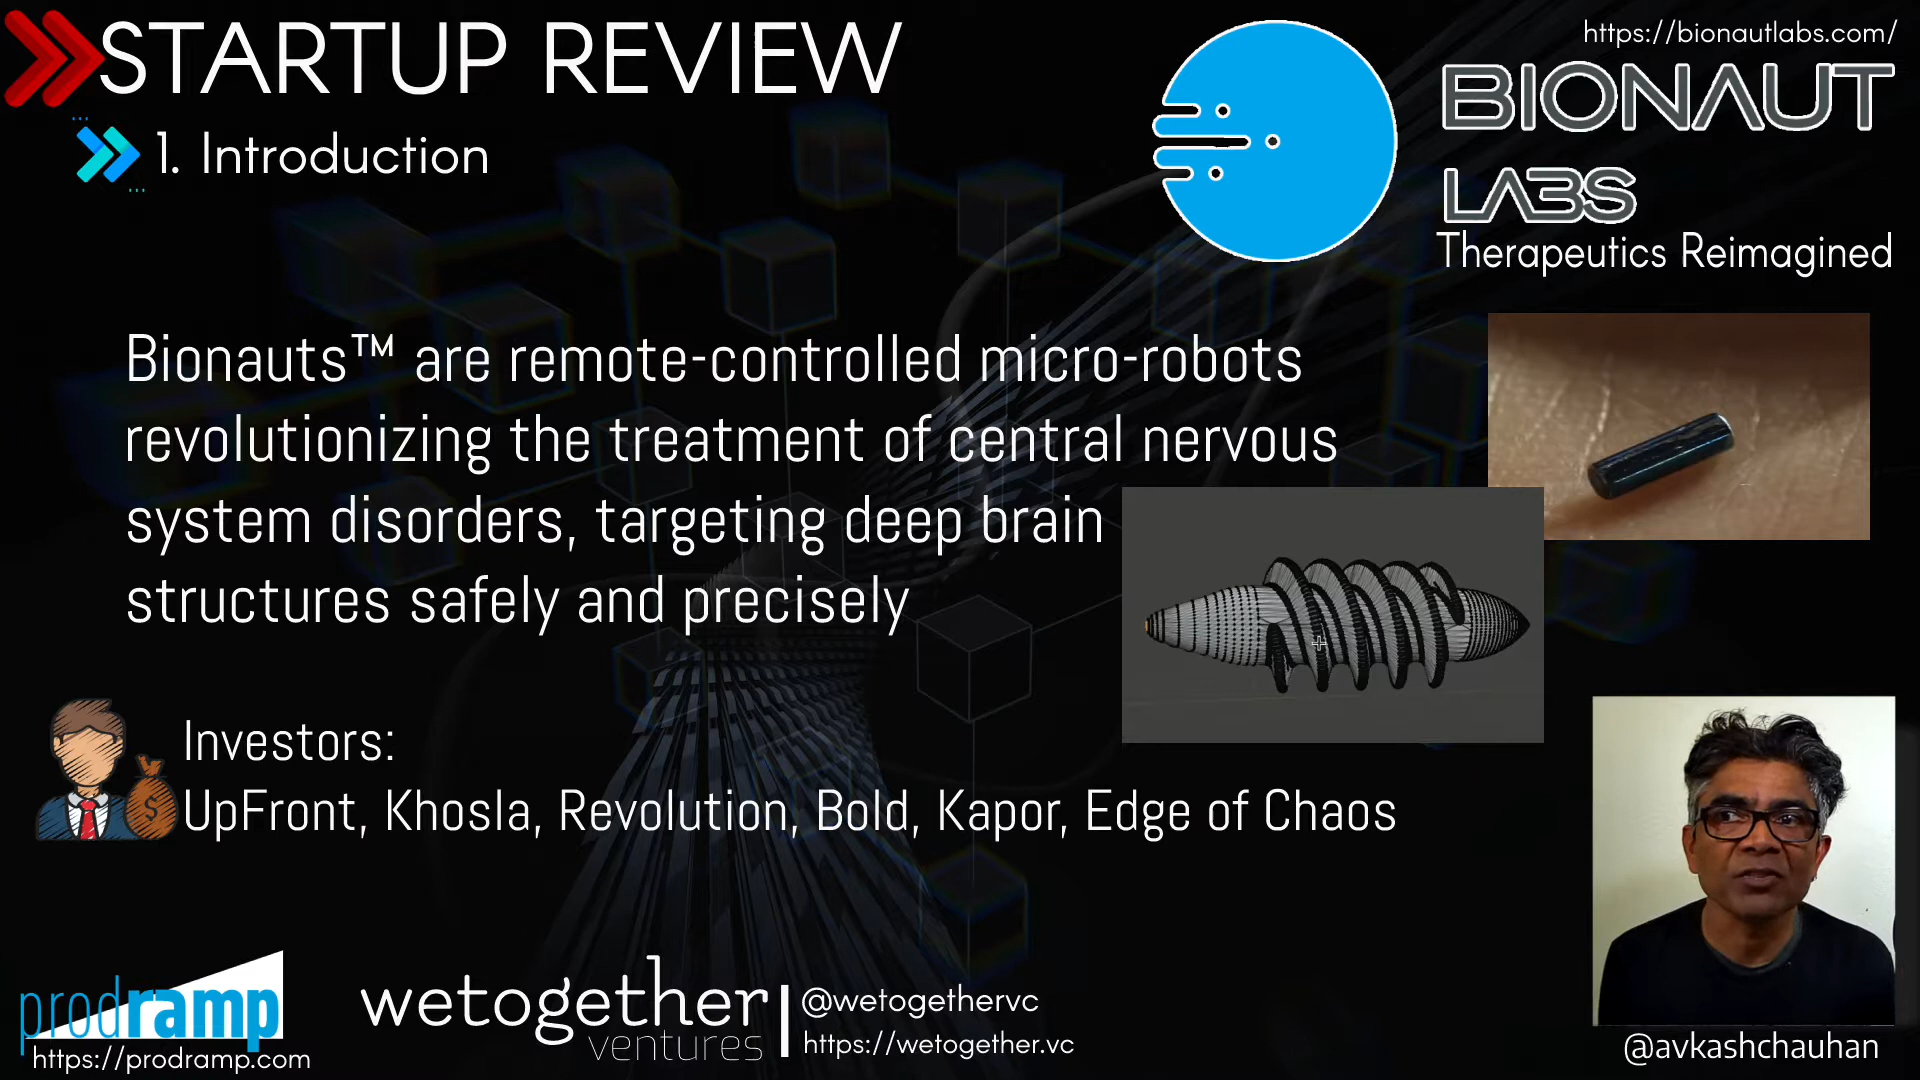 STARTUP REVIEW
1. Introduction
https://bionautlabs.com/
BIONAUT
LABS
Therapeutics Reimagined
Bionauts™ are remote-controlled micro-robots
revolutionizing the treatment of central nervous
system disorders, targeting deep brain
structures safely and precisely
Investors:
UpFront, Khosla, Revolution, Bold, Kapor, Edge of Chaos
$
prodramp
https://prodramp.com
wetogether
ventures
@wetogethervc
https://wetogether.vc
@avkashchauhan